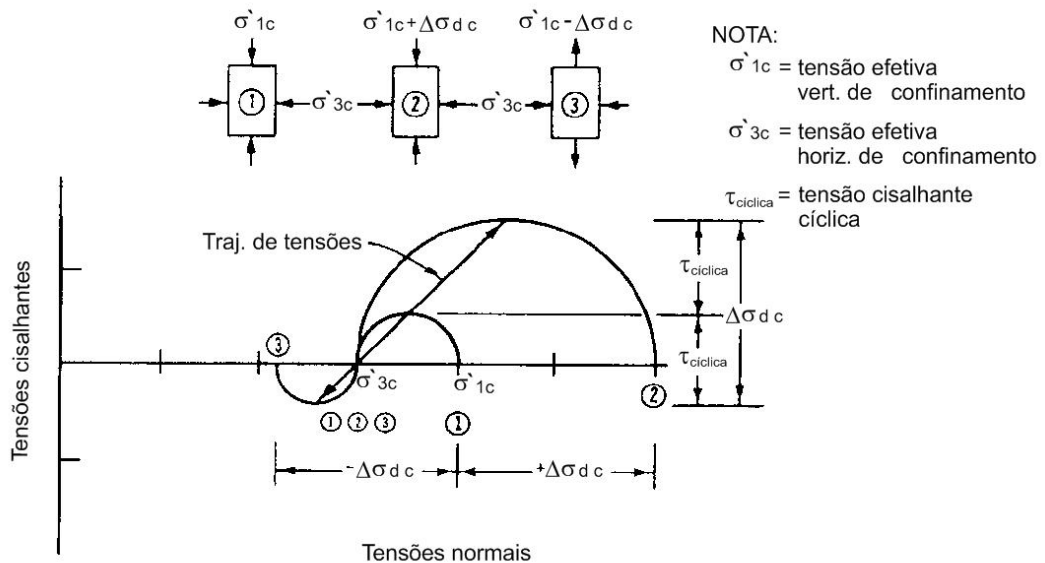 σ`1c
σ`1c+Δσd c
σ`1c-Δσd c
① σ`3c ② σ`3c ③
NOTA:
σ`1c = tensão efetiva
vert. de confinamento
σ`3c = tensão efetiva
horiz. de confinamento
τcíclica = tensão cisalhante
cíclica
Traj. de tensões
τcíclica
Δσd c
τcíclica
③
σ`3c
σ`1c
① ② ③
①
②
-Δσd c
+Δσd c
Tensões cisalhantes
Tensões normais